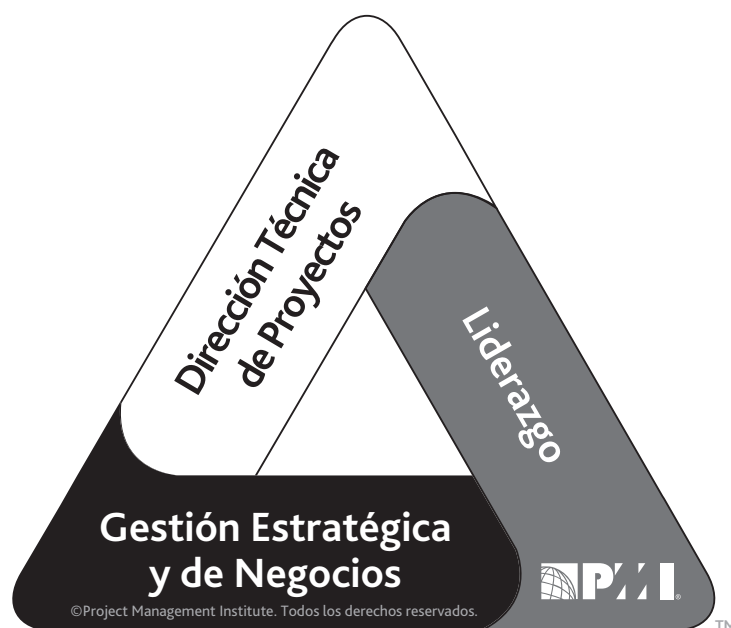 Dirección Técnica
de Proyectos
Liderazgo
Gestión Estratégica
y de Negocios
©Project Management Institute. Todos los derechos reservados.
PMI
®
TM